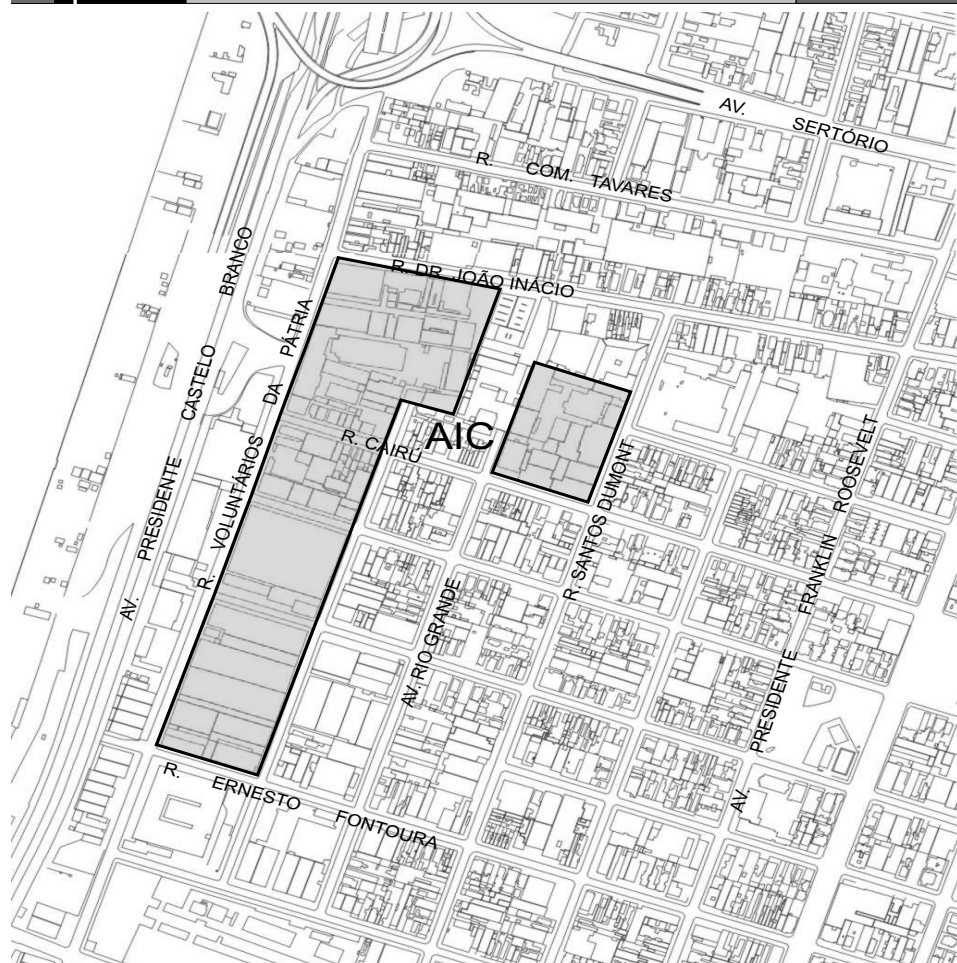 AV. SERTÓRIO
R. COM. TAVARES
R. DR. JOÃO INÁCIO
AV. PRESIDENTE CASTELO BRANCO
R. VOLUNTÁRIOS DA PÁTRIA
R. CAIRÚ
AIC
R. SANTOS DUMONT
AV. RIO GRANDE
AV. PRESIDENTE FRANKLIN ROOSEVELT
R. ERNESTO FONTOURA